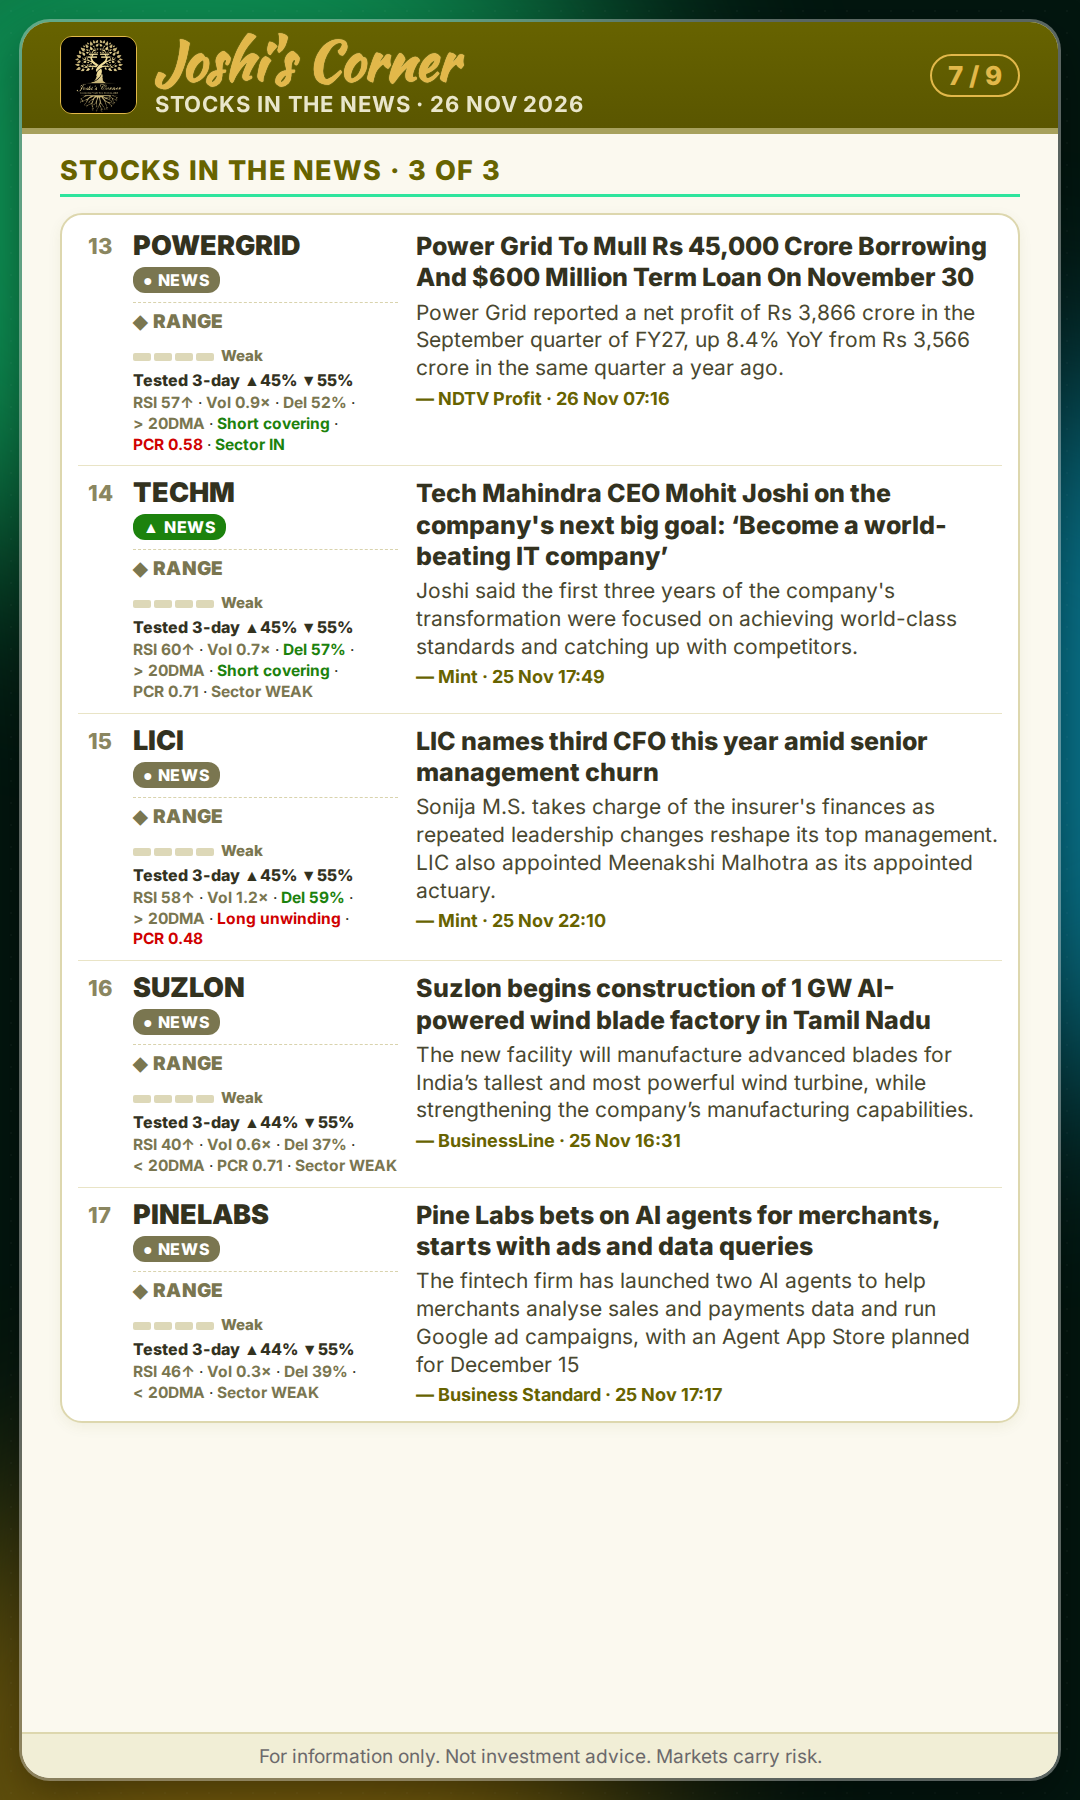 Joshi's Corner
Joshi's Corner
STOCKS IN THE NEWS · 26 NOV 2026
7 / 9
STOCKS IN THE NEWS · 3 OF 3
13
POWERGRID
● NEWS
◆ RANGE
Weak
Tested 3-day ▲45% ▼55%
RSI 57↑ · Vol 0.9× · Del 52% ·
> 20DMA · Short covering ·
PCR 0.58 · Sector IN
Power Grid To Mull Rs 45,000 Crore Borrowing
And $600 Million Term Loan On November 30
Power Grid reported a net profit of Rs 3,866 crore in the
September quarter of FY27, up 8.4% YoY from Rs 3,566
crore in the same quarter a year ago.
— NDTV Profit · 26 Nov 07:16
14
TECHM
▲ NEWS
◆ RANGE
Weak
Tested 3-day ▲45% ▼55%
RSI 60↑ · Vol 0.7× · Del 57% ·
> 20DMA · Short covering ·
PCR 0.71 · Sector WEAK
Tech Mahindra CEO Mohit Joshi on the
company's next big goal: ‘Become a world-
beating IT company’
Joshi said the first three years of the company's
transformation were focused on achieving world-class
standards and catching up with competitors.
— Mint · 25 Nov 17:49
15
LICI
● NEWS
◆ RANGE
Weak
Tested 3-day ▲45% ▼55%
RSI 58↑ · Vol 1.2× · Del 59% ·
> 20DMA · Long unwinding ·
PCR 0.48
LIC names third CFO this year amid senior
management churn
Sonija M.S. takes charge of the insurer's finances as
repeated leadership changes reshape its top management.
LIC also appointed Meenakshi Malhotra as its appointed
actuary.
— Mint · 25 Nov 22:10
16
SUZLON
● NEWS
◆ RANGE
Weak
Tested 3-day ▲44% ▼55%
RSI 40↑ · Vol 0.6× · Del 37% ·
< 20DMA · PCR 0.71 · Sector WEAK
Suzlon begins construction of 1 GW AI-
powered wind blade factory in Tamil Nadu
The new facility will manufacture advanced blades for
India’s tallest and most powerful wind turbine, while
strengthening the company’s manufacturing capabilities.
— BusinessLine · 25 Nov 16:31
17
PINELABS
● NEWS
◆ RANGE
Weak
Tested 3-day ▲44% ▼55%
RSI 46↑ · Vol 0.3× · Del 39% ·
< 20DMA · Sector WEAK
Pine Labs bets on AI agents for merchants,
starts with ads and data queries
The fintech firm has launched two AI agents to help
merchants analyse sales and payments data and run
Google ad campaigns, with an Agent App Store planned
for December 15
— Business Standard · 25 Nov 17:17
For information only. Not investment advice. Markets carry risk.